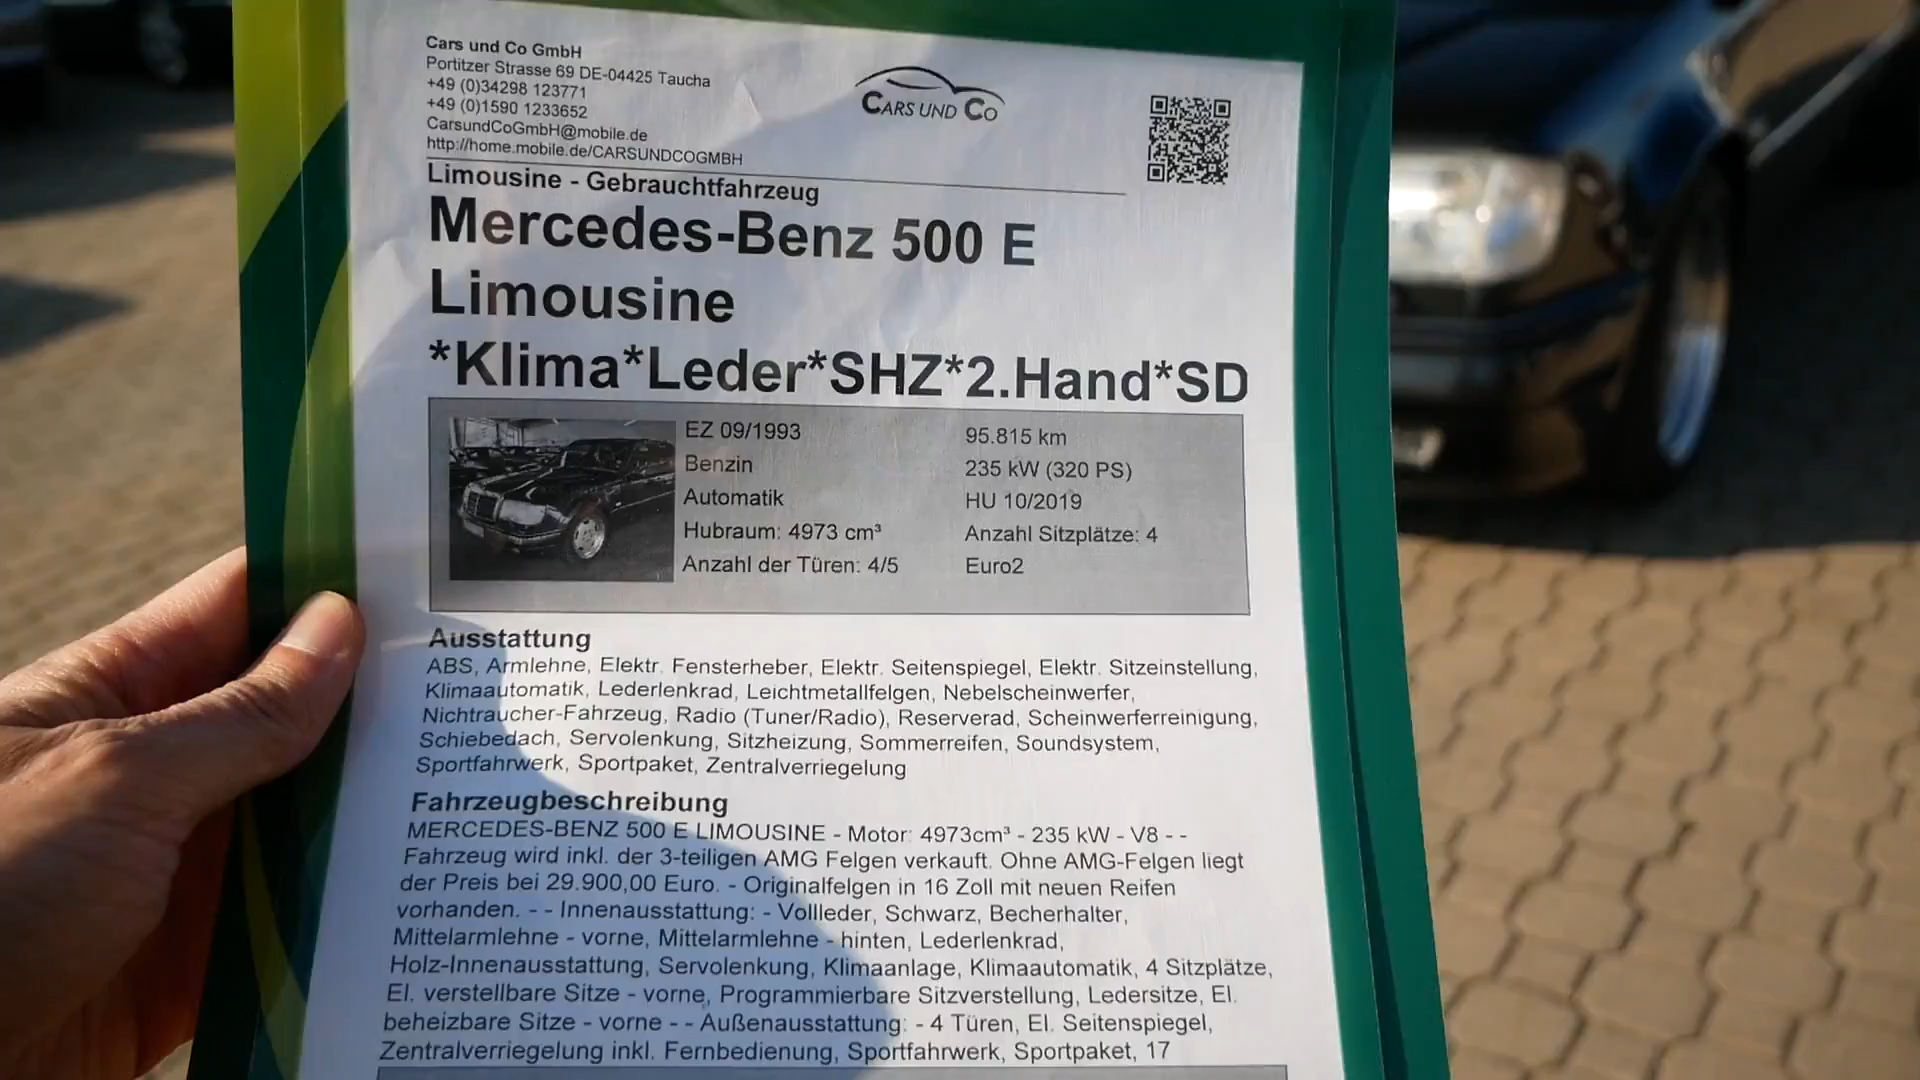 Cars und Co GmbH
Portitzer Strasse 69 DE-04425 Taucha
+49 (0)34298 123771
+49 (0)1590 1233652
CarsundCoGmbH@mobile.de
http://home.mobile.de/CARSUNDCOGMBH
CARS UND CO
Limousine - Gebrauchtfahrzeug
Mercedes-Benz 500 E
Limousine
*Klima*Leder*SHZ*2.Hand*SD
EZ 09/1993 95.815 km
Benzin 235 kW (320 PS)
Automatik HU 10/2019
Hubraum: 4973 cm³ Anzahl Sitzplätze: 4
Anzahl der Türen: 4/5 Euro2
Ausstattung
ABS, Armlehne, Elektr. Fensterheber, Elektr. Seitenspiegel, Elektr. Sitzeinstellung,
Klimaautomatik, Lederlenkrad, Leichtmetallfelgen, Nebelscheinwerfer,
Nichtraucher-Fahrzeug, Radio (Tuner/Radio), Reserverad, Scheinwerferreinigung,
Schiebedach, Servolenkung, Sitzheizung, Sommerreifen, Soundsystem,
Sportfahrwerk, Sportpaket, Zentralverriegelung
Fahrzeugbeschreibung
MERCEDES-BENZ 500 E LIMOUSINE - Motor: 4973cm³ - 235 kW - V8 - -
Fahrzeug wird inkl. der 3-teiligen AMG Felgen verkauft. Ohne AMG-Felgen liegt
der Preis bei 29.900,00 Euro. - Originalfelgen in 16 Zoll mit neuen Reifen
vorhanden. - - Innenausstattung: - Vollleder, Schwarz, Becherhalter,
Mittelarmlehne - vorne, Mittelarmlehne - hinten, Lederlenkrad,
Holz-Innenausstattung, Servolenkung, Klimaanlage, Klimaautomatik, 4 Sitzplätze,
El. verstellbare Sitze - vorne, Programmierbare Sitzverstellung, Ledersitze, El.
beheizbare Sitze - vorne - - Außenausstattung: - 4 Türen, El. Seitenspiegel,
Zentralverriegelung inkl. Fernbedienung, Sportfahrwerk, Sportpaket, 17